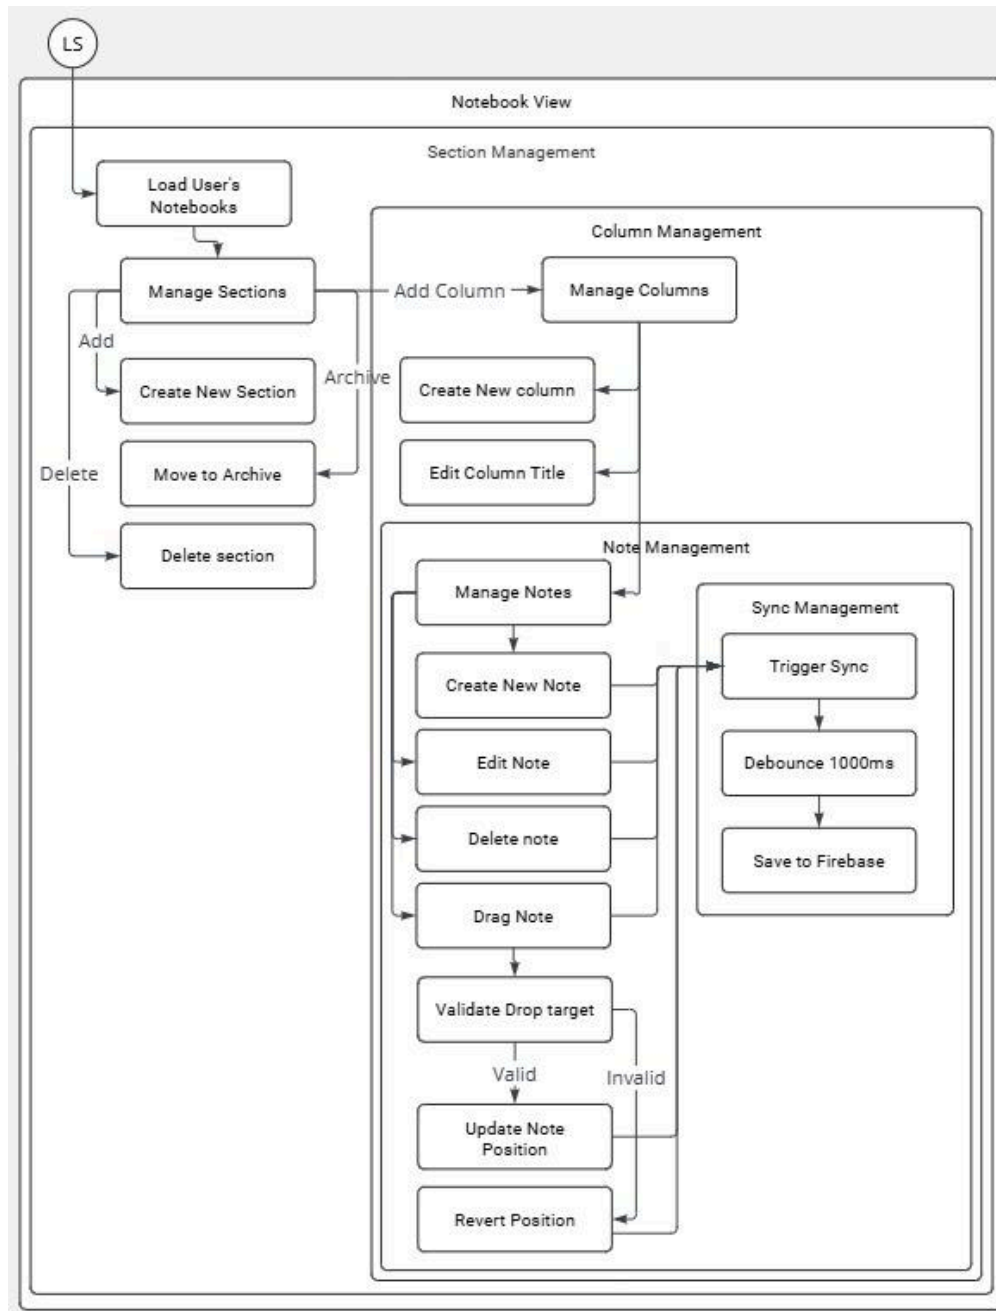 LS
Notebook View
Section Management
Load User's
Notebooks
Column Management
Manage Sections
Add Column
Manage Columns
Add
Archive
Create New Section
Create New column
Delete
Move to Archive
Edit Column Title
Delete section
Note Management
Manage Notes
Sync Management
Trigger Sync
Create New Note
Edit Note
Debounce 1000ms
Delete note
Save to Firebase
Drag Note
Validate Drop target
Valid
Invalid
Update Note
Position
Revert Position